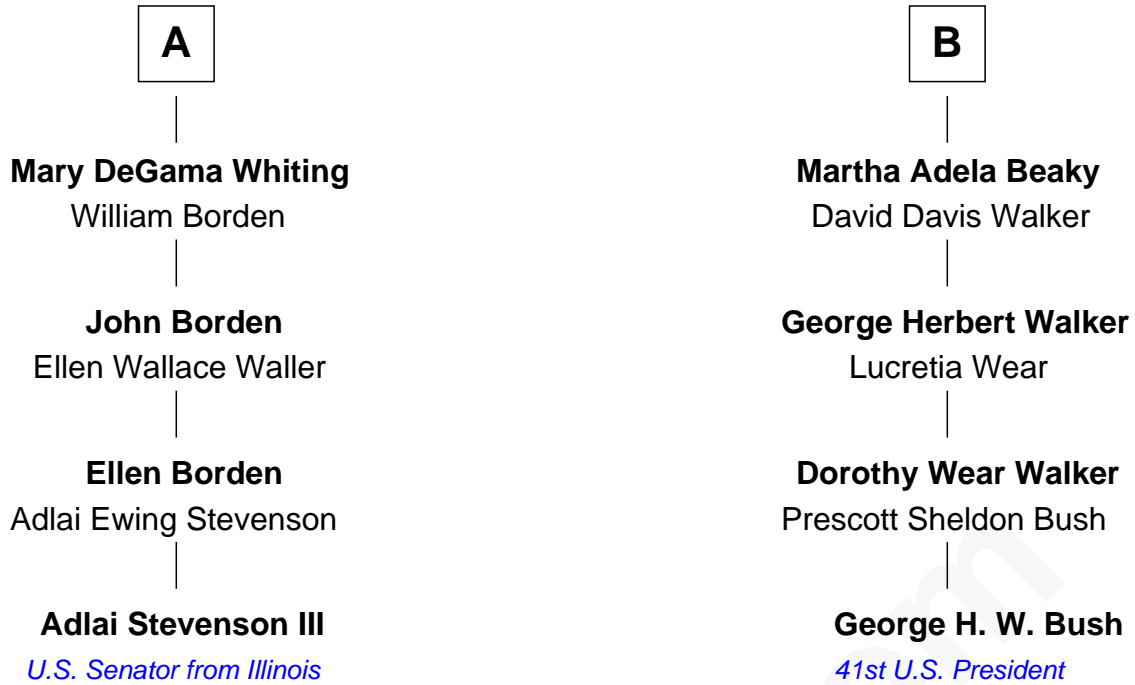 A
Mary DeGama Whiting
William Borden
John Borden
Ellen Wallace Waller
Ellen Borden
Adlai Ewing Stevenson
Adlai Stevenson III
U.S. Senator from Illinois
B
Martha Adela Beaky
David Davis Walker
George Herbert Walker
Lucretia Wear
Dorothy Wear Walker
Prescott Sheldon Bush
George H. W. Bush
41st U.S. President